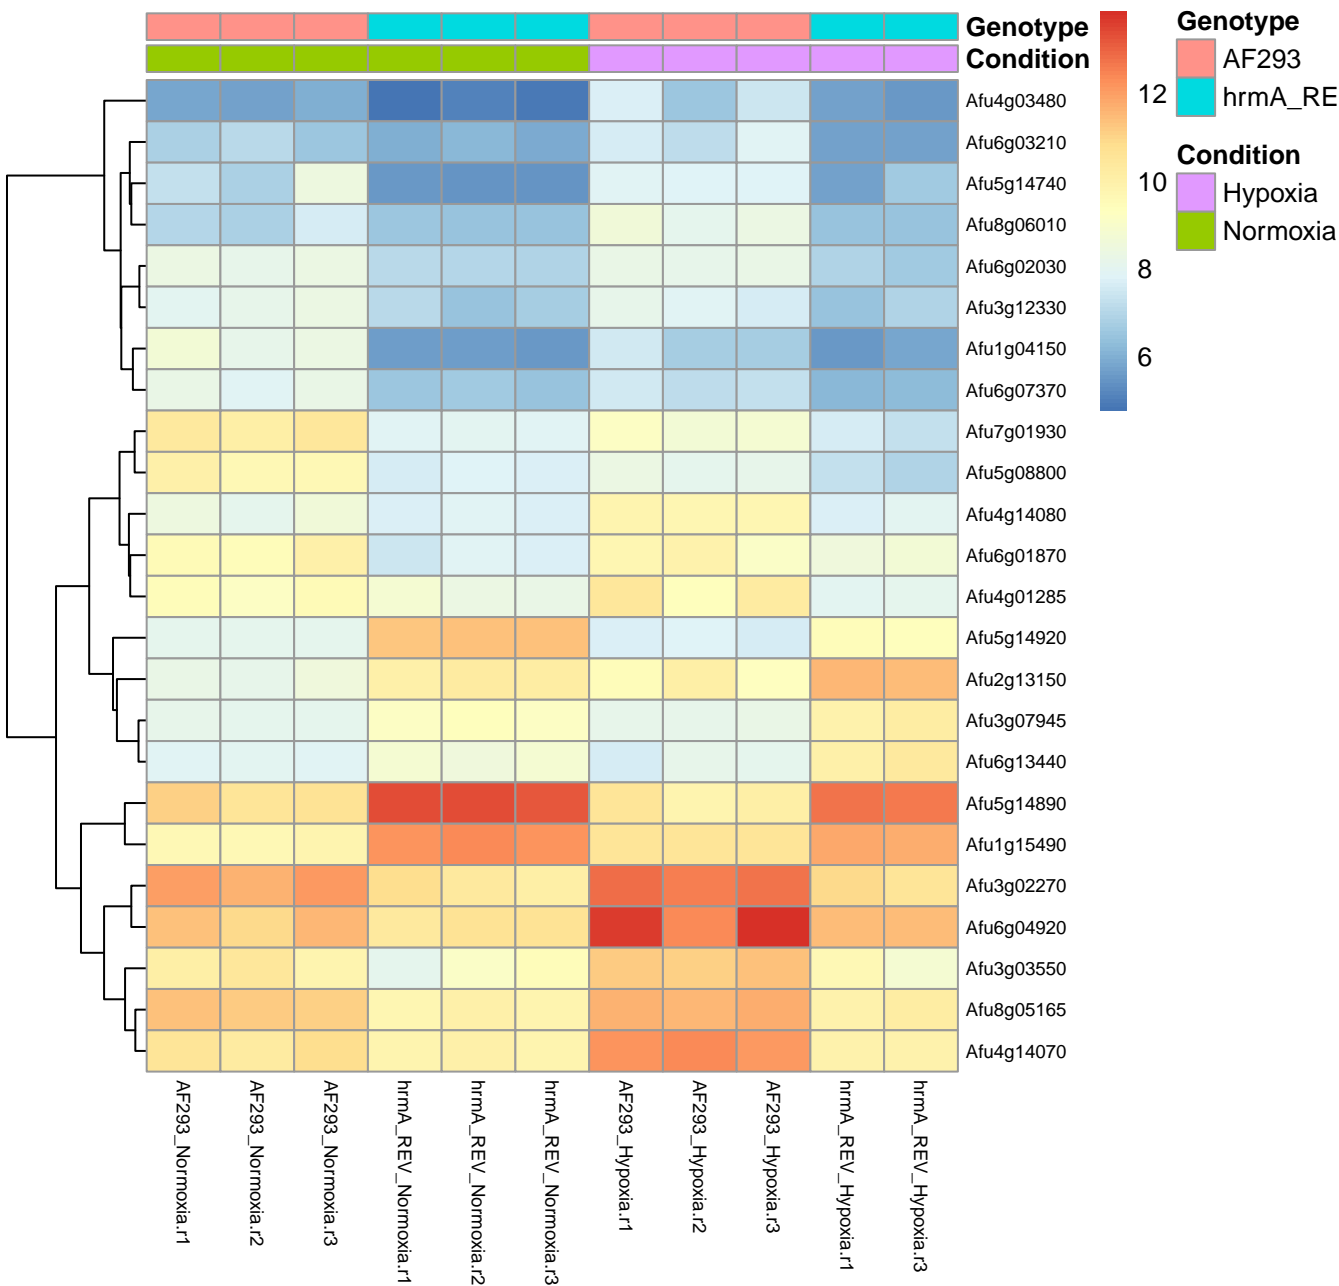 Genotype
Condition
Afu4g03480
Afu6g03210
Afu5g14740
Afu8g06010
Afu6g02030
Afu3g12330
Afu1g04150
Afu6g07370
Afu7g01930
Afu5g08800
Afu4g14080
Afu6g01870
Afu4g01285
Afu5g14920
Afu2g13150
Afu3g07945
Afu6g13440
Afu5g14890
Afu1g15490
Afu3g02270
Afu6g04920
Afu3g03550
Afu8g05165
Afu4g14070
AF293_Normoxia.r1
AF293_Normoxia.r2
AF293_Normoxia.r3
hrmA_REV_Normoxia.r1
hrmA_REV_Normoxia.r2
hrmA_REV_Normoxia.r3
AF293_Hypoxia.r1
AF293_Hypoxia.r2
AF293_Hypoxia.r3
hrmA_REV_Hypoxia.r1
hrmA_REV_Hypoxia.r3
12
10
8
6
Genotype
AF293
hrmA_RE
Condition
Hypoxia
Normoxia